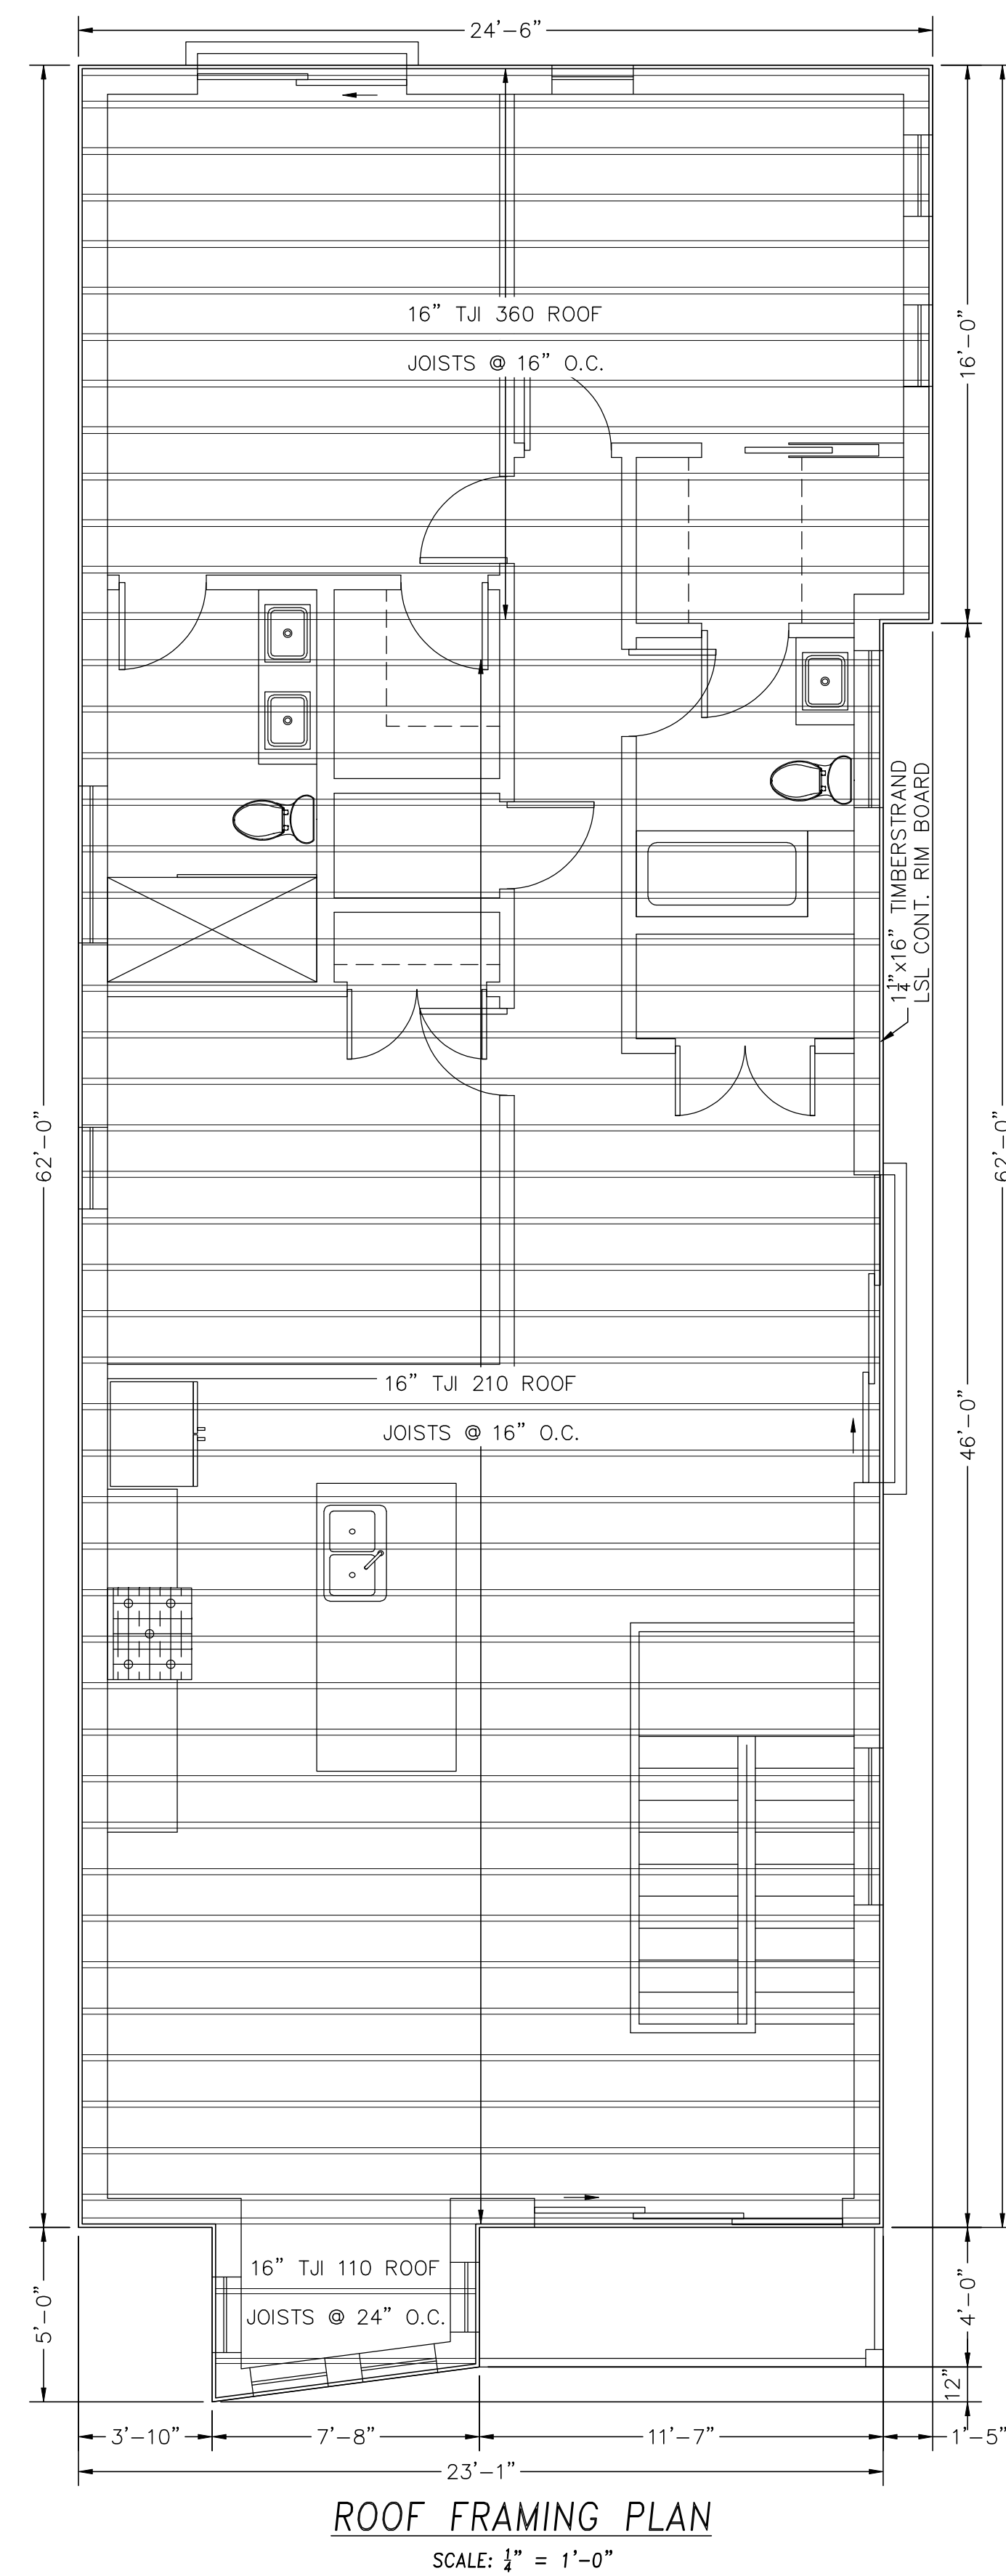 24'-6"
16" TJI 360 ROOF
JOISTS @ 16" O.C.
16'-0"
1 1/4"x16" TIMBERSTRAND
LSL CONT. RIM BOARD
62'-0"
62'-0"
16" TJI 210 ROOF
JOISTS @ 16" O.C.
46'-0"
16" TJI 110 ROOF
JOISTS @ 24" O.C.
5'-0"
4'-0"
12"
3'-10"
7'-8"
11'-7"
1'-5"
23'-1"
ROOF FRAMING PLAN
SCALE: 1/4" = 1'-0"